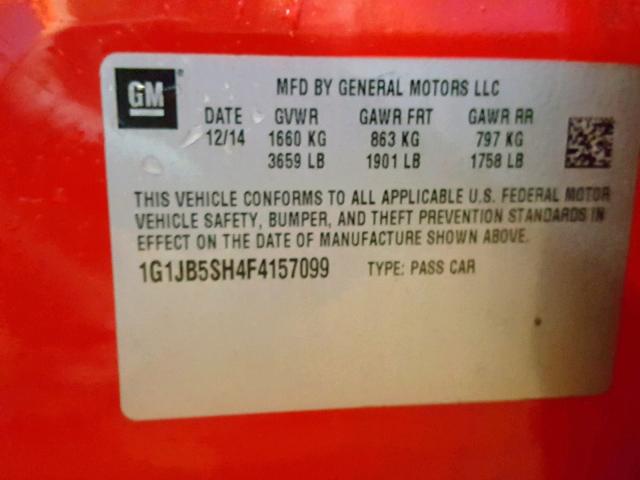 GM
MFD BY GENERAL MOTORS LLC
DATE GVWR GAWR FRT GAWR RR
12/14 1660 KG 863 KG 797 KG
3659 LB 1901 LB 1758 LB
THIS VEHICLE CONFORMS TO ALL APPLICABLE U.S. FEDERAL MOTOR
VEHICLE SAFETY, BUMPER, AND THEFT PREVENTION STANDARDS IN
EFFECT ON THE DATE OF MANUFACTURE SHOWN ABOVE.
1G1JB5SH4F4157099 TYPE: PASS CAR